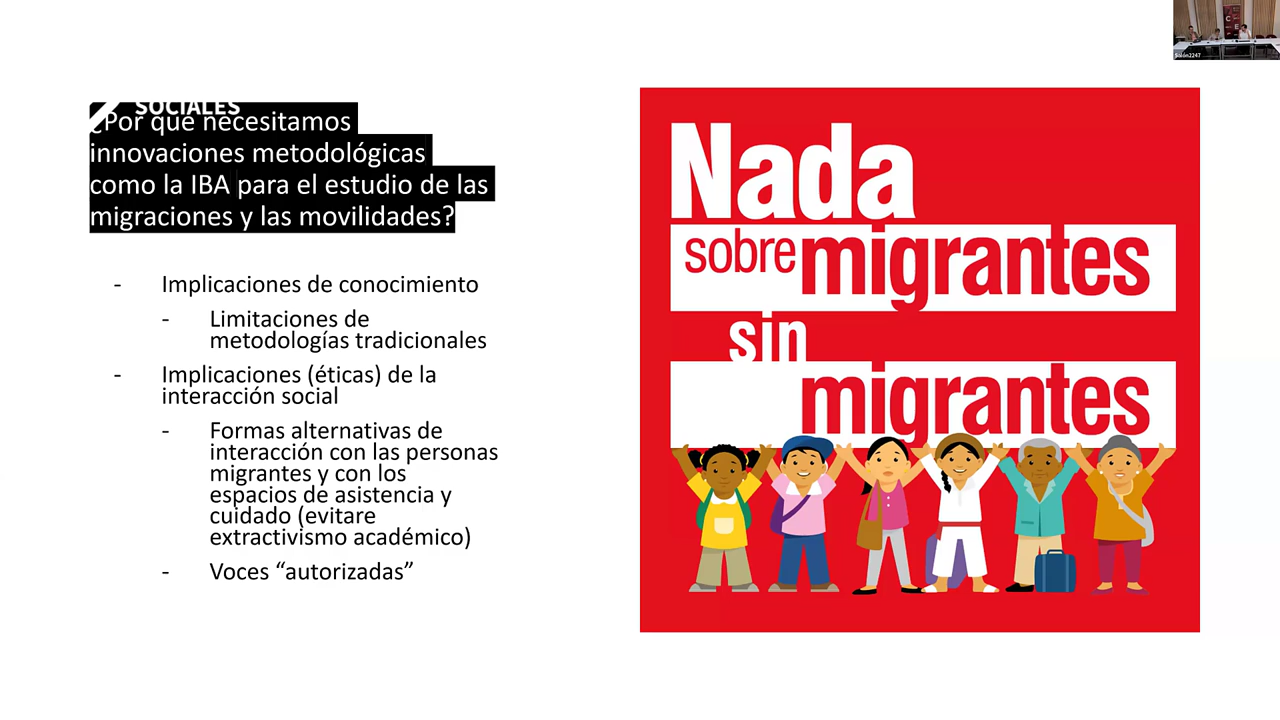 SOCIALES
¿Por qué necesitamos
innovaciones metodológicas
como la IBA para el estudio de las
migraciones y las movilidades?
- Implicaciones de conocimiento
- Limitaciones de
metodologías tradicionales
- Implicaciones (éticas) de la
interacción social
- Formas alternativas de
interacción con las personas
migrantes y con los
espacios de asistencia y
cuidado (evitare
extractivismo académico)
- Voces “autorizadas”
Nada
sobre migrantes
sin
migrantes
Salón2247